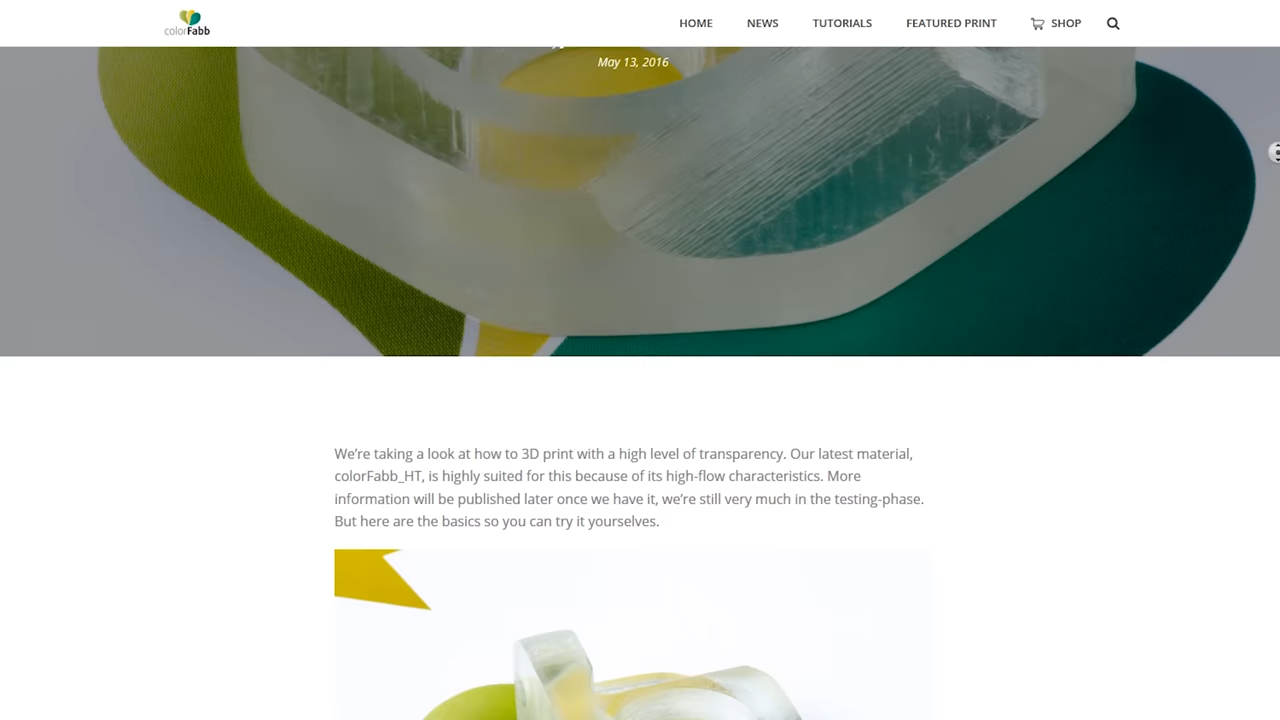 colorFabb
HOME
NEWS
TUTORIALS
FEATURED PRINT
SHOP
May 13, 2016
We're taking a look at how to 3D print with a high level of transparency. Our latest material,
colorFabb_HT, is highly suited for this because of its high-flow characteristics. More
information will be published later once we have it, we're still very much in the testing-phase.
But here are the basics so you can try it yourselves.